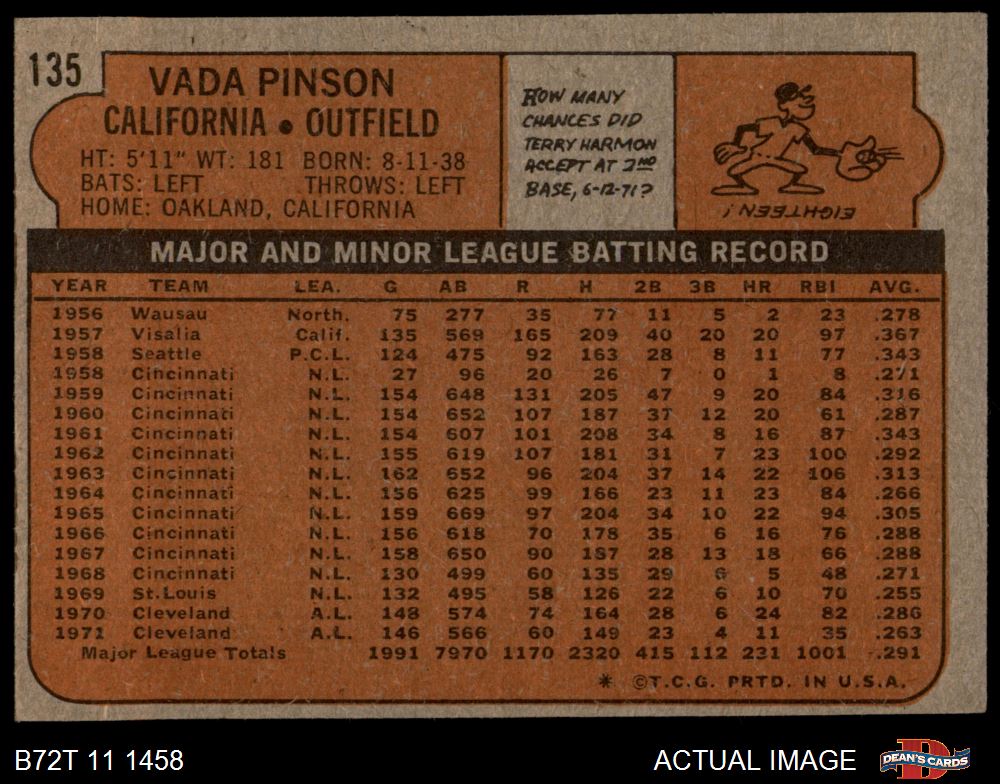 135
VADA PINSON
CALIFORNIA • OUTFIELD
HT: 5'11" WT: 181 BORN: 8-11-38
BATS: LEFT THROWS: LEFT
HOME: OAKLAND, CALIFORNIA
HOW MANY
CHANCES DID
TERRY HARMON
ACCEPT AT 2ND
BASE, 6-12-71?
EIGHTEEN!
MAJOR AND MINOR LEAGUE BATTING RECORD
YEAR TEAM LEA. G AB R H 2B 3B HR RBI AVG.
1956 Wausau North. 75 277 35 77 11 5 2 23 .278
1957 Visalia Calif. 135 569 165 209 40 20 20 97 .367
1958 Seattle P.C.L. 124 475 92 163 28 8 11 77 .343
1958 Cincinnati N.L. 27 96 20 26 7 0 1 8 .271
1959 Cincinnati N.L. 154 648 131 205 47 9 20 84 .316
1960 Cincinnati N.L. 154 652 107 187 37 12 20 61 .287
1961 Cincinnati N.L. 154 607 101 208 34 8 16 87 .343
1962 Cincinnati N.L. 155 619 107 181 31 7 23 100 .292
1963 Cincinnati N.L. 162 652 96 204 37 14 22 106 .313
1964 Cincinnati N.L. 156 625 99 166 23 11 23 84 .266
1965 Cincinnati N.L. 159 669 97 204 34 10 22 94 .305
1966 Cincinnati N.L. 156 618 70 178 35 6 16 76 .288
1967 Cincinnati N.L. 158 650 90 187 28 13 18 66 .288
1968 Cincinnati N.L. 130 499 60 135 29 6 5 48 .271
1969 St.Louis N.L. 132 495 58 126 22 6 10 70 .255
1970 Cleveland A.L. 148 574 74 164 28 6 24 82 .286
1971 Cleveland A.L. 146 566 60 149 23 4 11 35 .263
Major League Totals 1991 7970 1170 2320 415 112 231 1001 .291
* ©T.C.G. PRTD. IN U.S.A.
B72T 11 1458 ACTUAL IMAGE
D
DEAN'S CARDS